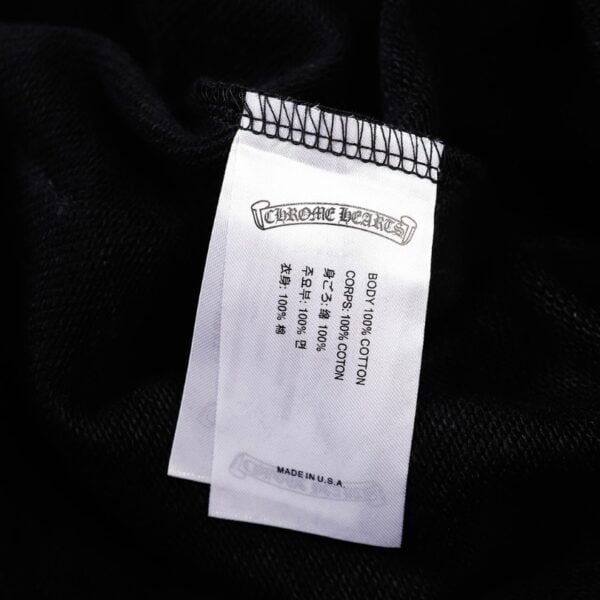 CHROME HEARTS
BODY 100% COTTON
CORPS: 100% COTON
身ごろ: 綿 100%
주요부: 100% 면
衣身: 100% 棉
MADE IN U.S.A